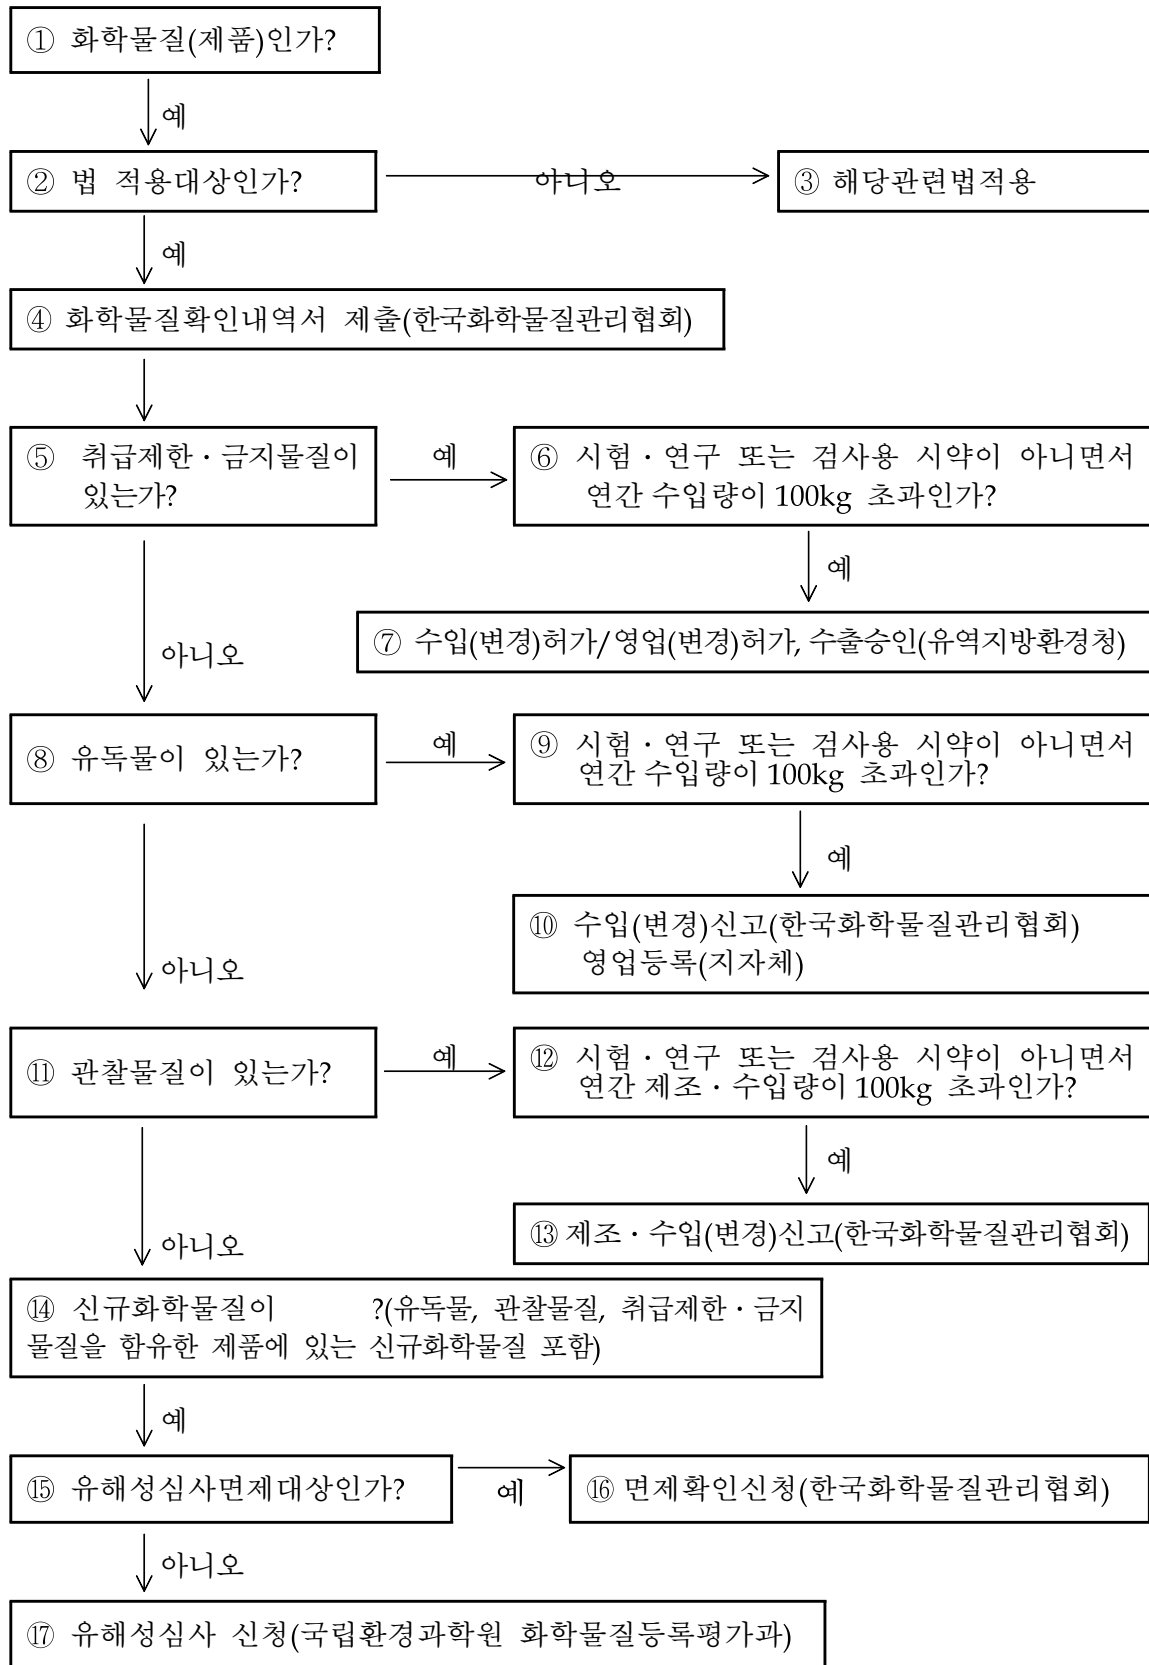 ① 화학물질(제품)인가?
예
② 법 적용대상인가?
아니오
③ 해당관련법적용
예
④ 화학물질확인내역서 제출(한국화학물질관리협회)
⑤ 취급제한·금지물질이
있는가?
예
⑥ 시험·연구 또는 검사용 시약이 아니면서
연간 수입량이 100kg 초과인가?
예
⑦ 수입(변경)허가/영업(변경)허가, 수출승인(유역지방환경청)
아니오
⑧ 유독물이 있는가?
예
⑨ 시험·연구 또는 검사용 시약이 아니면서
연간 수입량이 100kg 초과인가?
예
⑩ 수입(변경)신고(한국화학물질관리협회)
영업등록(지자체)
아니오
⑪ 관찰물질이 있는가?
예
⑫ 시험·연구 또는 검사용 시약이 아니면서
연간 제조·수입량이 100kg 초과인가?
예
⑬ 제조·수입(변경)신고(한국화학물질관리협회)
아니오
⑭ 신규화학물질이 ?(유독물, 관찰물질, 취급제한·금지
물질을 함유한 제품에 있는 신규화학물질 포함)
예
⑮ 유해성심사면제대상인가?
예
⑯ 면제확인신청(한국화학물질관리협회)
아니오
⑰ 유해성심사 신청(국립환경과학원 화학물질등록평가과)